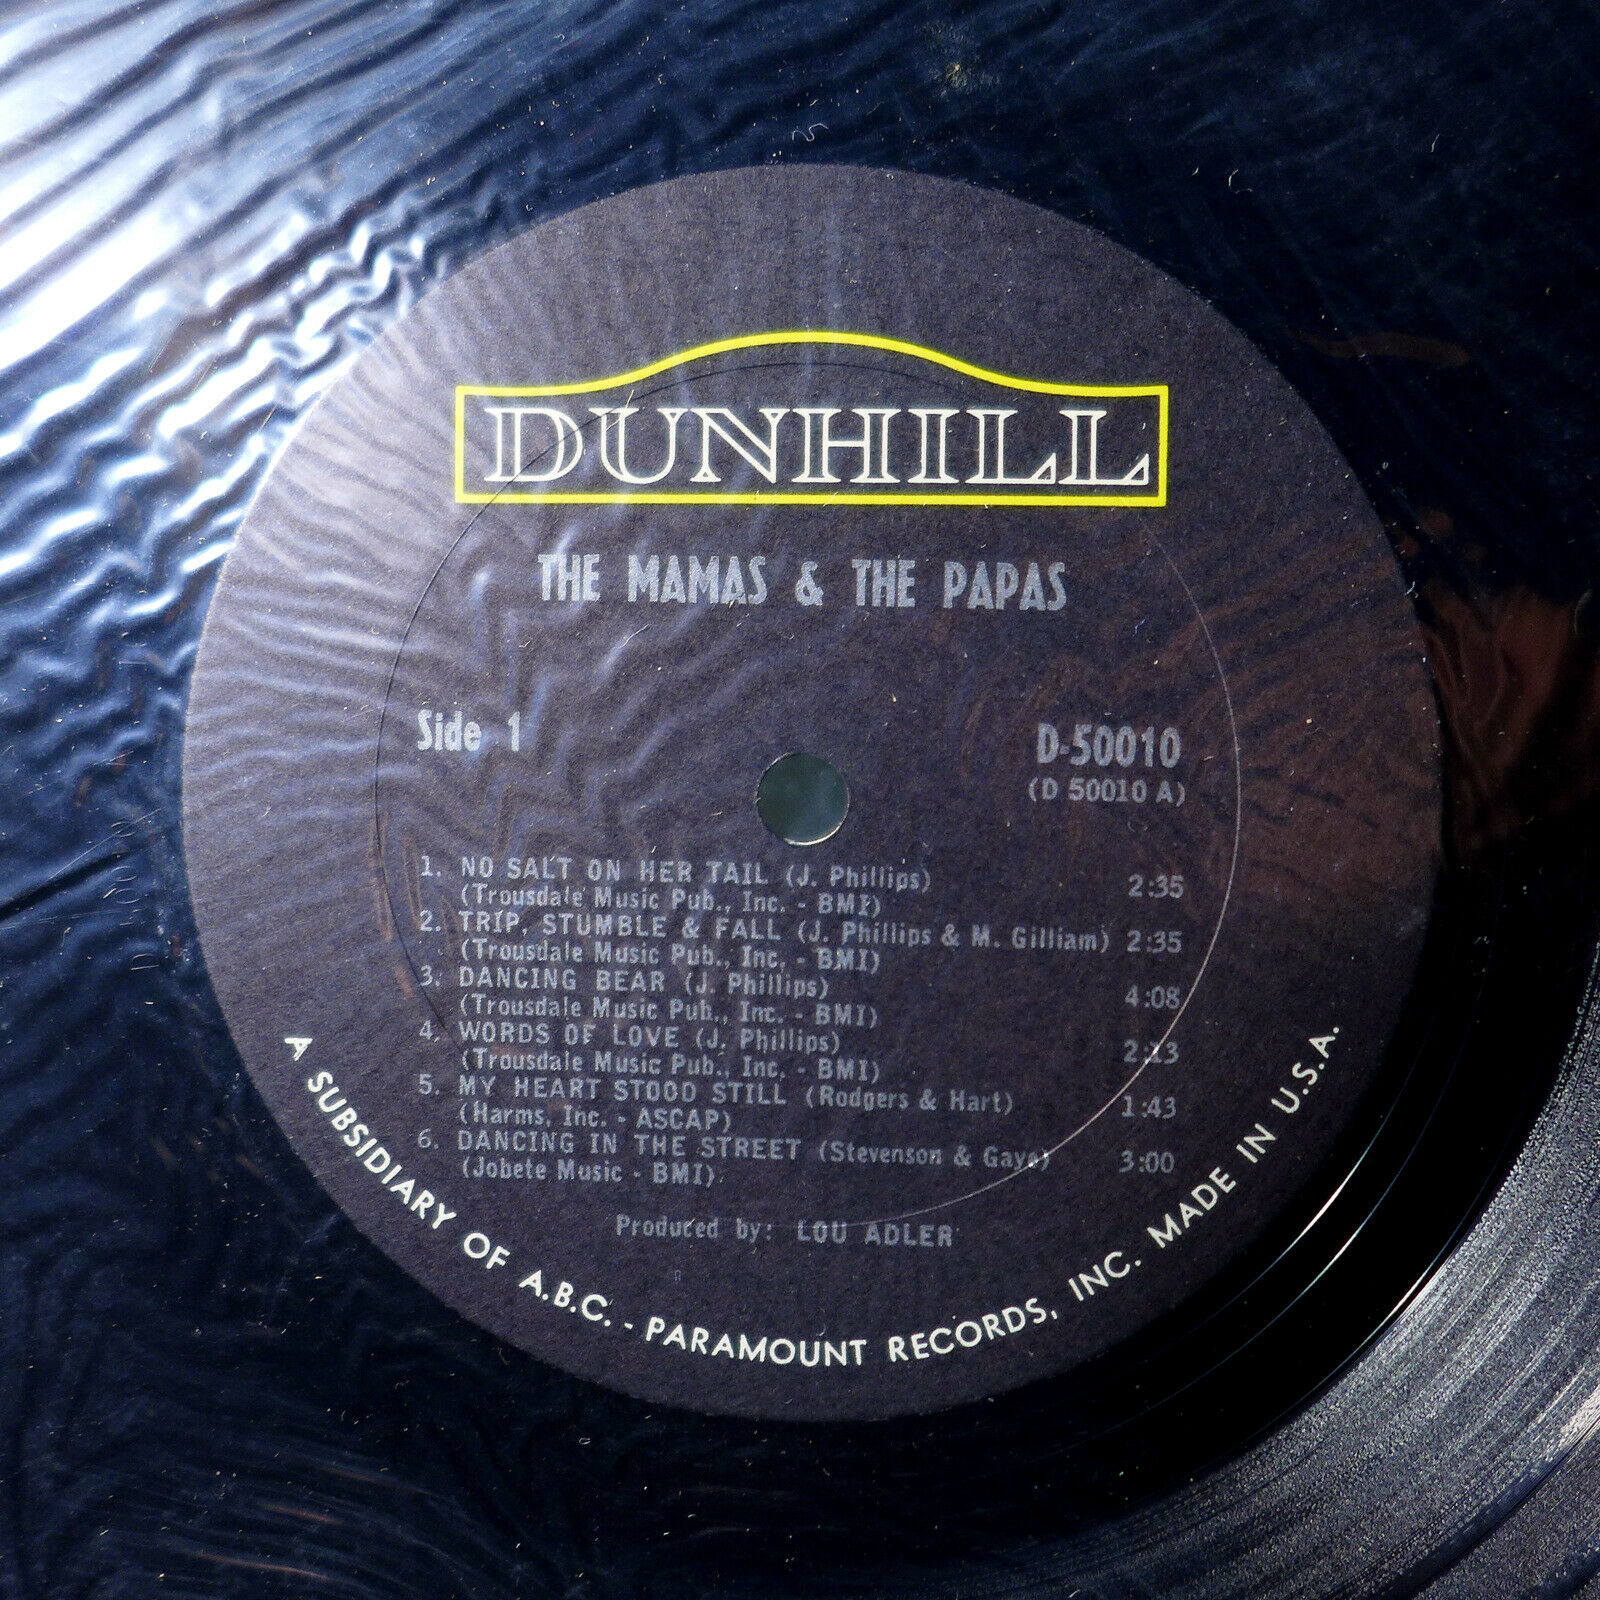 DUNHILL
THE MAMAS & THE PAPAS
Side 1
D-50010
(D 50010 A)
1. NO SALT ON HER TAIL (J. Phillips) 2:35
(Trousdale Music Pub., Inc. - BMI)
2. TRIP, STUMBLE & FALL (J. Phillips & M. Gilliam) 2:35
(Trousdale Music Pub., Inc. - BMI)
3. DANCING BEAR (J. Phillips) 4:08
(Trousdale Music Pub., Inc. - BMI)
4. WORDS OF LOVE (J. Phillips) 2:13
(Trousdale Music Pub., Inc. - BMI)
5. MY HEART STOOD STILL (Rodgers & Hart) 1:43
(Harms, Inc. - ASCAP)
6. DANCING IN THE STREET (Stevenson & Gaye) 3:00
(Jobete Music - BMI)
Produced by: LOU ADLER
A SUBSIDIARY OF A.B.C. - PARAMOUNT RECORDS, INC. MADE IN U.S.A.